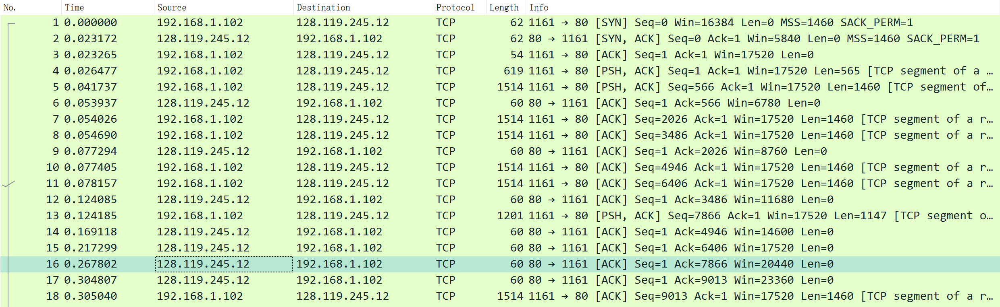 No. Time Source Destination Protocol Length Info
1 0.000000 192.168.1.102 128.119.245.12 TCP 62 1161 → 80 [SYN] Seq=0 Win=16384 Len=0 MSS=1460 SACK_PERM=1
2 0.023172 128.119.245.12 192.168.1.102 TCP 62 80 → 1161 [SYN, ACK] Seq=0 Ack=1 Win=5840 Len=0 MSS=1460 SACK_PERM=1
3 0.023265 192.168.1.102 128.119.245.12 TCP 54 1161 → 80 [ACK] Seq=1 Ack=1 Win=17520 Len=0
4 0.026477 192.168.1.102 128.119.245.12 TCP 619 1161 → 80 [PSH, ACK] Seq=1 Ack=1 Win=17520 Len=565 [TCP segment of a …
5 0.041737 192.168.1.102 128.119.245.12 TCP 1514 1161 → 80 [PSH, ACK] Seq=566 Ack=1 Win=17520 Len=1460 [TCP segment of…
6 0.053937 128.119.245.12 192.168.1.102 TCP 60 80 → 1161 [ACK] Seq=1 Ack=566 Win=6780 Len=0
7 0.054026 192.168.1.102 128.119.245.12 TCP 1514 1161 → 80 [ACK] Seq=2026 Ack=1 Win=17520 Len=1460 [TCP segment of a r…
8 0.054690 192.168.1.102 128.119.245.12 TCP 1514 1161 → 80 [ACK] Seq=3486 Ack=1 Win=17520 Len=1460 [TCP segment of a r…
9 0.077294 128.119.245.12 192.168.1.102 TCP 60 80 → 1161 [ACK] Seq=1 Ack=2026 Win=8760 Len=0
10 0.077405 192.168.1.102 128.119.245.12 TCP 1514 1161 → 80 [ACK] Seq=4946 Ack=1 Win=17520 Len=1460 [TCP segment of a r…
11 0.078157 192.168.1.102 128.119.245.12 TCP 1514 1161 → 80 [ACK] Seq=6406 Ack=1 Win=17520 Len=1460 [TCP segment of a r…
12 0.124085 128.119.245.12 192.168.1.102 TCP 60 80 → 1161 [ACK] Seq=1 Ack=3486 Win=11680 Len=0
13 0.124185 192.168.1.102 128.119.245.12 TCP 1201 1161 → 80 [PSH, ACK] Seq=7866 Ack=1 Win=17520 Len=1147 [TCP segment o…
14 0.169118 128.119.245.12 192.168.1.102 TCP 60 80 → 1161 [ACK] Seq=1 Ack=4946 Win=14600 Len=0
15 0.217299 128.119.245.12 192.168.1.102 TCP 60 80 → 1161 [ACK] Seq=1 Ack=6406 Win=17520 Len=0
16 0.267802 128.119.245.12 192.168.1.102 TCP 60 80 → 1161 [ACK] Seq=1 Ack=7866 Win=20440 Len=0
17 0.304807 128.119.245.12 192.168.1.102 TCP 60 80 → 1161 [ACK] Seq=1 Ack=9013 Win=23360 Len=0
18 0.305040 192.168.1.102 128.119.245.12 TCP 1514 1161 → 80 [ACK] Seq=9013 Ack=1 Win=17520 Len=1460 [TCP segment of a r…